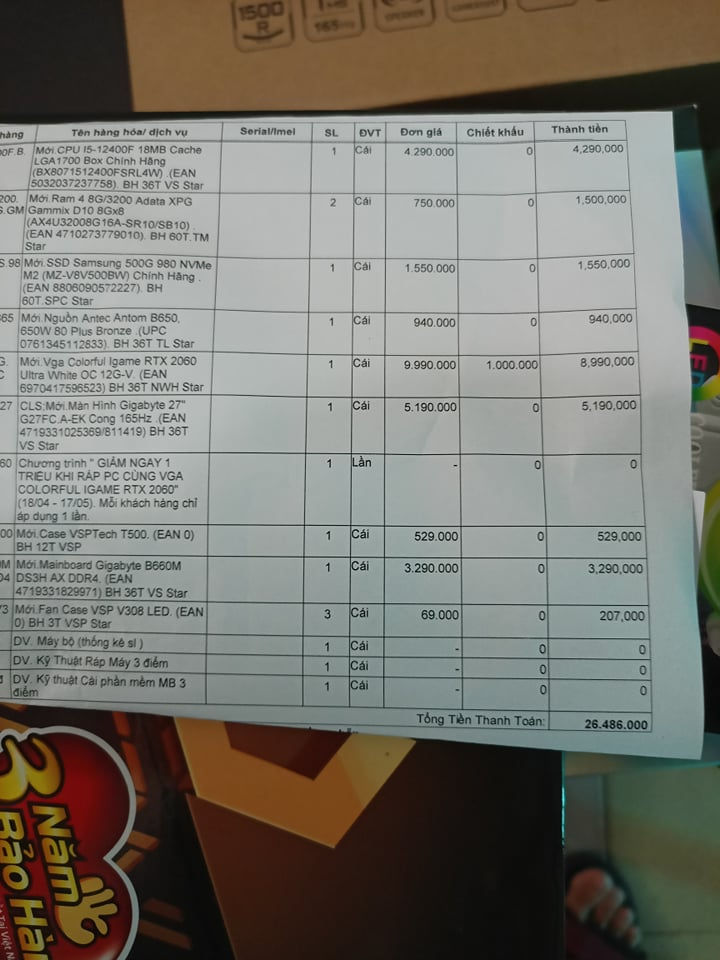 1500
R
165Hz
SPEAKER
hàng Tên hàng hóa/ dịch vụ Serial/Imei SL ĐVT Đơn giá Chiết khấu Thành tiền
00F.B. Mới.CPU I5-12400F 18MB Cache 1 Cái 4.290.000 0 4,290,000
LGA1700 Box Chính Hãng
(BX8071512400FSRL4W) .(EAN
5032037237758). BH 36T VS Star
200. Mới.Ram 4 8G/3200 Adata XPG 2 Cái 750.000 0 1,500,000
S.GM Gammix D10 8Gx8
(AX4U32008G16A-SR10/SB10) .
(EAN 4710273779010). BH 60T.TM
Star
S.98 Mới.SSD Samsung 500G 980 NVMe 1 Cái 1.550.000 0 1,550,000
M2 (MZ-V8V500BW) Chính Hãng .
(EAN 8806090572227). BH
60T.SPC Star
665 Mới.Nguồn Antec Antom B650, 1 Cái 940.000 0 940,000
650W 80 Plus Bronze .(UPC
0761345112833). BH 36T TL Star
G. Mới.Vga Colorful Igame RTX 2060 1 Cái 9.990.000 1.000.000 8,990,000
C Ultra White OC 12G-V. (EAN
6970417596523) BH 36T NWH Star
27 CLS;Mới.Màn Hình Gigabyte 27" 1 Cái 5.190.000 0 5,190,000
G27FC.A-EK Cong 165Hz .(EAN
4719331025369/811419) BH 36T
VS Star
60 Chương trình " GIẢM NGAY 1 1 Lần - 0 0
TRIỆU KHI RÁP PC CÙNG VGA
COLORFUL IGAME RTX 2060"
(18/04 - 17/05). Mỗi khách hàng chỉ
áp dụng 1 lần.
00 Mới.Case VSPTech T500. (EAN 0) 1 Cái 529.000 0 529,000
BH 12T VSP
0M Mới.Mainboard Gigabyte B660M 1 Cái 3.290.000 0 3,290,000
04 DS3H AX DDR4. (EAN
4719331829971) BH 36T VS Star
/3 Mới.Fan Case VSP V308 LED. (EAN 3 Cái 69.000 0 207,000
0) BH 3T VSP Star
DV. Máy bộ (thống kê sl ) 1 Cái - 0 0
DV. Kỹ Thuật Ráp Máy 3 điểm 1 Cái - 0 0
DV. Kỹ thuật Cài phần mềm MB 3 1 Cái - 0 0
điểm
Tổng Tiền Thanh Toán: 26.486.000
LED
3 Năm
Bảo Hàn
Tại Việt N